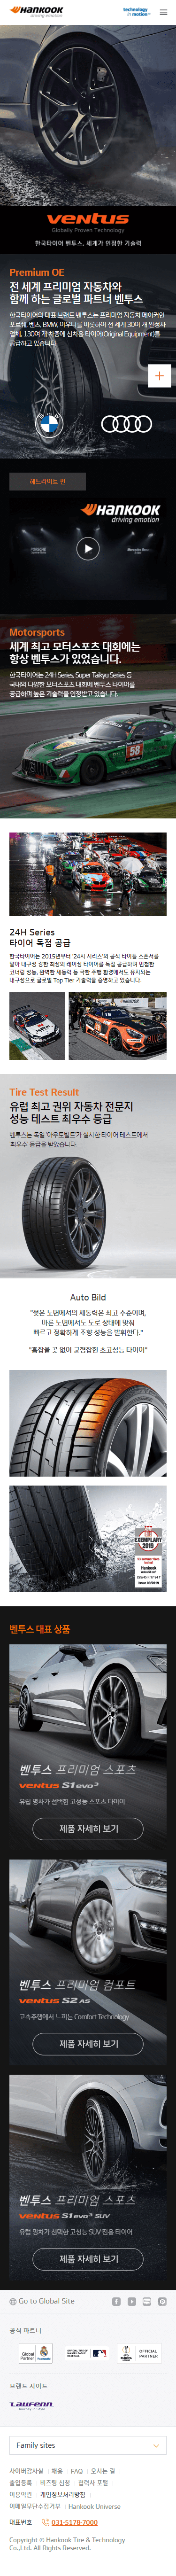 HANKOOK
driving emotion
technology
in motion
ventus
Globally Proven Technology
한국타이어 벤투스, 세계가 인정한 기술력
Premium OE
전 세계 프리미엄 자동차와
함께 하는 글로벌 파트너 벤투스
한국타이어의 대표 브랜드 벤투스는 프리미엄 자동차 메이커인
포르쉐, 벤츠, BMW, 아우디를 비롯하여 전 세계 30여 개 완성차
업체, 130여 개 차종에 신차용 타이어(Original Equipment)를
공급하고 있습니다.
BMW
헤드라이트 편
HANKOOK
driving emotion
PORSCHE
Mercedes-Benz
Motorsports
세계 최고 모터스포츠 대회에는
항상 벤투스가 있었습니다.
한국타이어는 24H Series, Super Taikyu Series 등
국내외 다양한 모터스포츠 대회에 벤투스 타이어를
공급하며 높은 기술력을 인정받고 있습니다.
58
24H Series
타이어 독점 공급
한국타이어는 2015년부터 '24시 시리즈'의 공식 타이틀 스폰서를
맡아 내구성 강한 최상의 레이싱 타이어를 독점 공급하며 민첩한
코너링 성능, 완벽한 제동력 등 극한 주행 환경에서도 유지되는
내구성으로 글로벌 Top Tier 기술력을 증명하고 있습니다.
Tire Test Result
유럽 최고 권위 자동차 전문지
성능 테스트 최우수 등급
벤투스는 독일 '아우토빌트'가 실시한 타이어 테스트에서
'최우수' 등급을 받았습니다.
Auto Bild
"젖은 노면에서의 제동력은 최고 수준이며,
마른 노면에서도 도로 상태에 맞춰
빠르고 정확하게 조향 성능을 발휘한다."
"흠잡을 곳 없이 균형잡힌 초고성능 타이어"
EXEMPLARY
2019
Hankook
Issue 09/2019
벤투스 대표 상품
벤투스 프리미엄 스포츠
ventus S1 evo³
유럽 명차가 선택한 고성능 스포츠 타이어
제품 자세히 보기
벤투스 프리미엄 컴포트
ventus S2 AS
고속주행에서 느끼는 Comfort Technology
제품 자세히 보기
벤투스 프리미엄 스포츠
ventus S1 evo³ SUV
유럽 명차가 선택한 고성능 SUV 전용 타이어
제품 자세히 보기
Go to Global Site
공식 파트너
Global
Partner
OFFICIAL
PARTNER
브랜드 사이트
LAUFENN
Family sites
사이버감사실 채용 FAQ 오시는 길
출입등록 비즈링 신청 협력사 포털
이용약관 개인정보처리방침
이메일무단수집거부 Hankook Universe
대표번호 031-5178-7000
Copyright © Hankook Tire & Technology
Co.,Ltd. All Rights Reserved.